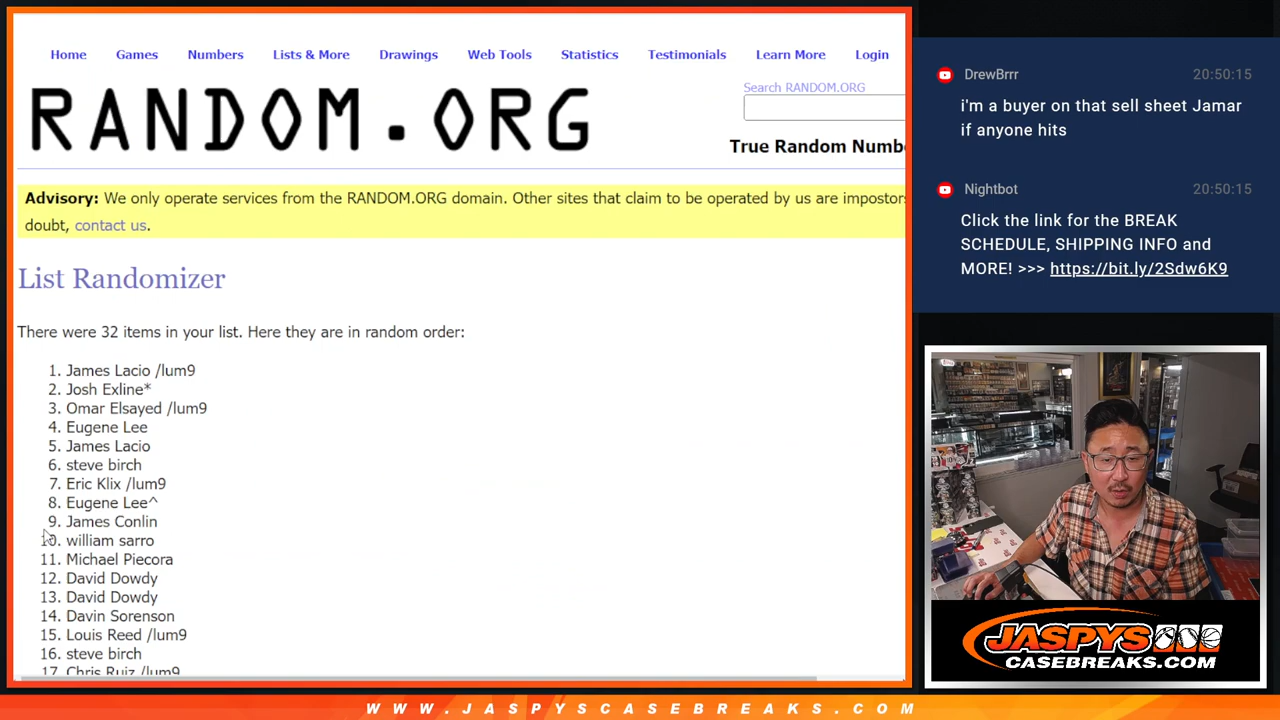 Home Games Numbers Lists & More Drawings Web Tools Statistics Testimonials Learn More Login
RANDOM.ORG
Search RANDOM.ORG
True Random Numb
Advisory: We only operate services from the RANDOM.ORG domain. Other sites that claim to be operated by us are impostors
doubt, contact us.
List Randomizer
There were 32 items in your list. Here they are in random order:
1. James Lacio /lum9
2. Josh Exline*
3. Omar Elsayed /lum9
4. Eugene Lee
5. James Lacio
6. steve birch
7. Eric Klix /lum9
8. Eugene Lee^
9. James Conlin
10. william sarro
11. Michael Piecora
12. David Dowdy
13. David Dowdy
14. Davin Sorenson
15. Louis Reed /lum9
16. steve birch
17. Chris Ruiz /lum9
DrewBrrr 20:50:15
i'm a buyer on that sell sheet Jamar
if anyone hits
Nightbot 20:50:15
Click the link for the BREAK
SCHEDULE, SHIPPING INFO and
MORE! >>> https://bit.ly/2Sdw6K9
JASPYS
CASEBREAKS.COM
WWW.JASPYSCASEBREAKS.COM